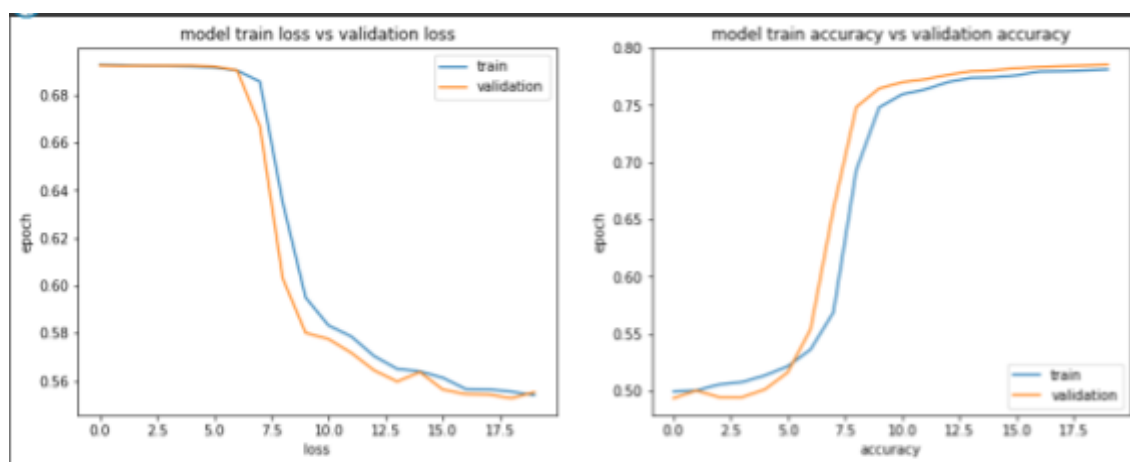 model train loss vs validation loss
train
validation
0.68
0.66
0.64
0.62
0.60
0.58
0.56
epoch
0.0 2.5 5.0 7.5 10.0 12.5 15.0 17.5
loss
model train accuracy vs validation accuracy
0.80
0.75
0.70
0.65
0.60
0.55
0.50
epoch
train
validation
0.0 2.5 5.0 7.5 10.0 12.5 15.0 17.5
accuracy